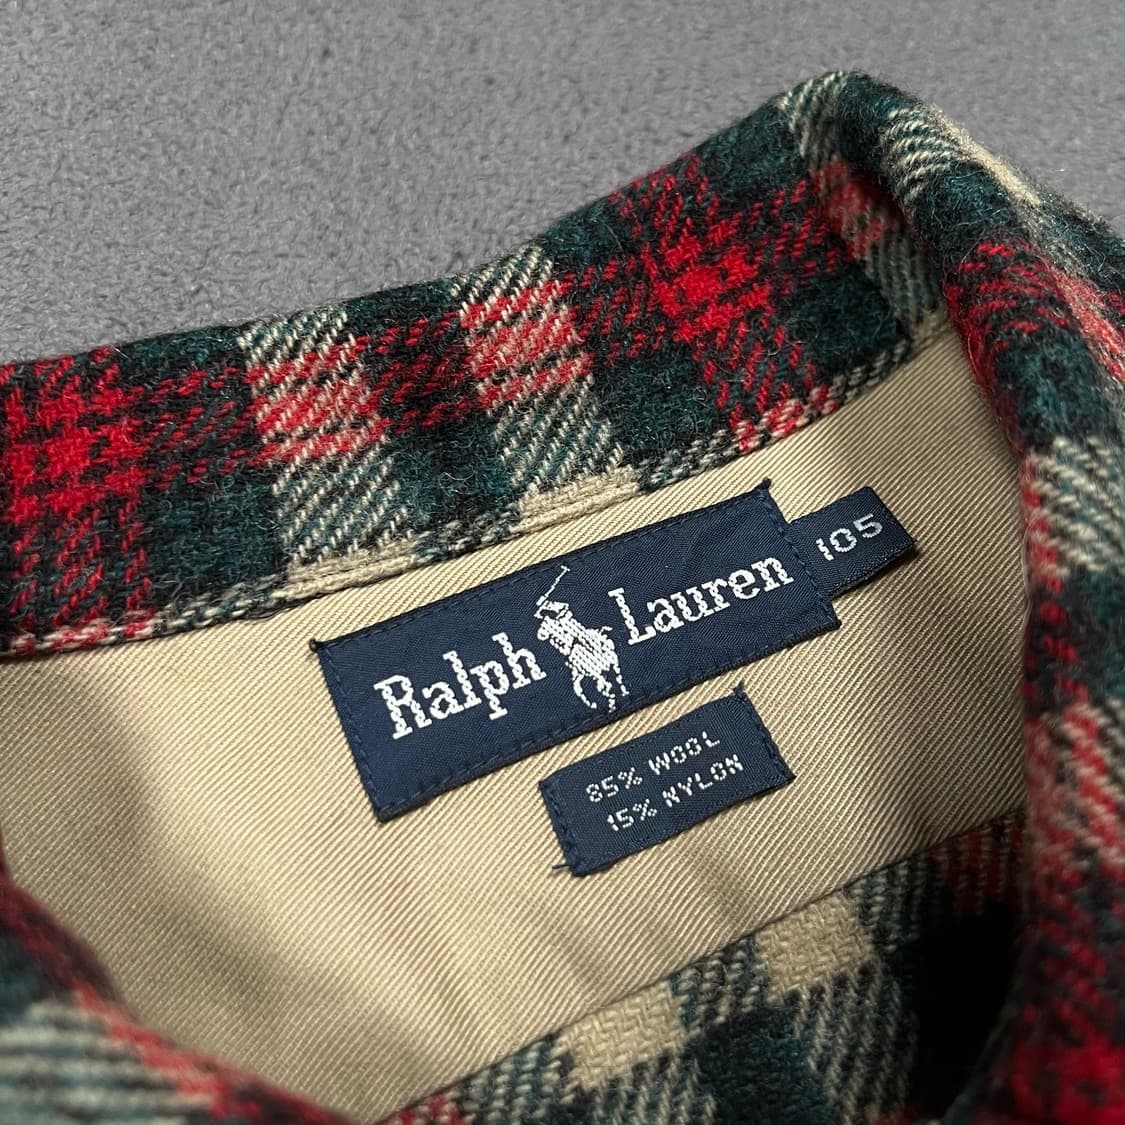 Ralph Lauren
105
85% WOOL
15% NYLON